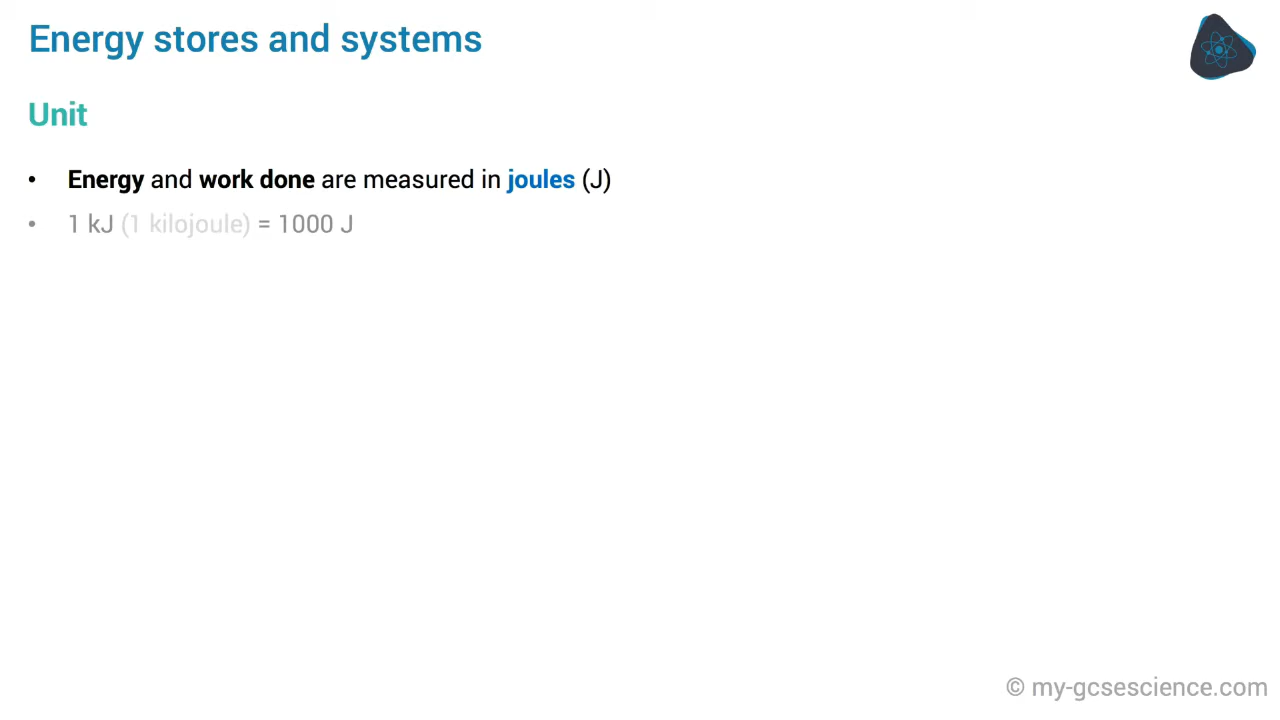 Energy stores and systems
Unit
• Energy and work done are measured in joules (J)
• 1 kJ (1 kilojoule) = 1000 J
© my-gcsescience.com